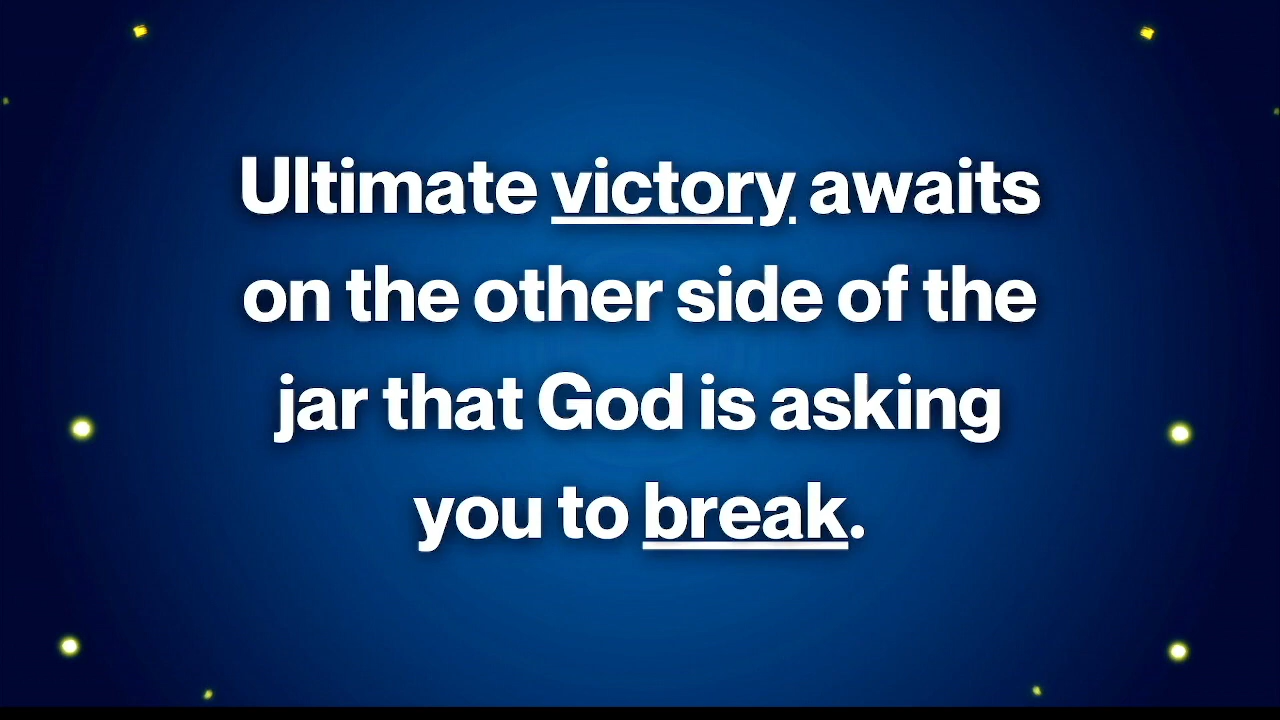 Ultimate victory awaits
on the other side of the
jar that God is asking
you to break.